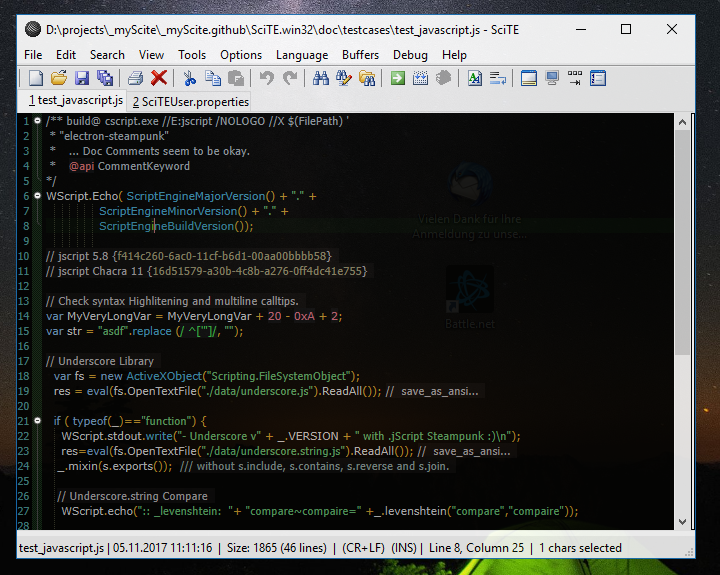 D:\projects\_myScite\_myScite.github\SciTE.win32\doc\testcases\test_javascript.js - SciTE
File Edit Search View Tools Options Language Buffers Debug Help
1 test_javascript.js 2 SciTEUser.properties
1 /** build@ cscript.exe //E:jscript /NOLOGO //X $(FilePath) '
2 * "electron-steampunk"
3 * ... Doc Comments seem to be okay.
4 * @api CommentKeyword
5 */
6 WScript.Echo( ScriptEngineMajorVersion() + "." +
7 ScriptEngineMinorVersion() + "." +
8 ScriptEngineBuildVersion());
9
10 // jscript 5.8 {f414c260-6ac0-11cf-b6d1-00aa00bbbb58}
11 // jscript Chacra 11 {16d51579-a30b-4c8b-a276-0ff4dc41e755}
12
13 // Check syntax Highlitening and multiline calltips.
14 var MyVeryLongVar = MyVeryLongVar + 20 - 0xA + 2;
15 var str = "asdf".replace (/ ^['"]/, "");
16
17 // Underscore Library
18 var fs = new ActiveXObject("Scripting.FileSystemObject");
19 res = eval(fs.OpenTextFile("./data/underscore.js").ReadAll()); // save_as_ansi...
20
21 if ( typeof(_)=="function") {
22 WScript.stdout.write("- Underscore v" + _.VERSION + " with .jScript Steampunk :)\n");
23 res=eval(fs.OpenTextFile("./data/underscore.string.js").ReadAll()); // save_as_ansi...
24 _.mixin(s.exports()); /// without s.include, s.contains, s.reverse and s.join.
25
26 // Underscore.string Compare
27 WScript.echo(":: _levenshtein: "+ "compare~compaire=" +_.levenshtein("compare","compaire"));
28
Vielen Dank für Ihre
Anmeldung zu unse...
Battle.net
test_javascript.js | 05.11.2017 11:11:16 | Size: 1865 (46 lines) | (CR+LF) (INS) | Line 8, Column 25 | 1 chars selected